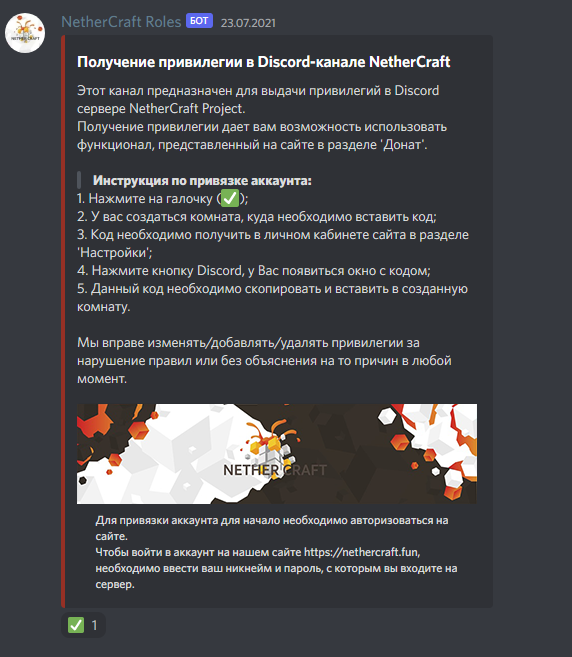 NetherCraft Roles БОТ 23.07.2021
Получение привилегии в Discord-канале NetherCraft
Этот канал предназначен для выдачи привилегий в Discord
сервере NetherCraft Project.
Получение привилегии дает вам возможность использовать
функционал, представленный на сайте в разделе 'Донат'.
Инструкция по привязке аккаунта:
1. Нажмите на галочку (✅);
2. У вас создаться комната, куда необходимо вставить код;
3. Код необходимо получить в личном кабинете сайта в разделе
'Настройки';
4. Нажмите кнопку Discord, у Вас появиться окно с кодом;
5. Данный код необходимо скопировать и вставить в созданную
комнату.
Мы вправе изменять/добавлять/удалять привилегии за
нарушение правил или без объяснения на то причин в любой
момент.
NETHER CRAFT
Для привязки аккаунта для начало необходимо авторизоваться на
сайте.
Чтобы войти в аккаунт на нашем сайте https://nethercraft.fun,
необходимо ввести ваш никнейм и пароль, с которым вы входите на
сервер.
✅ 1